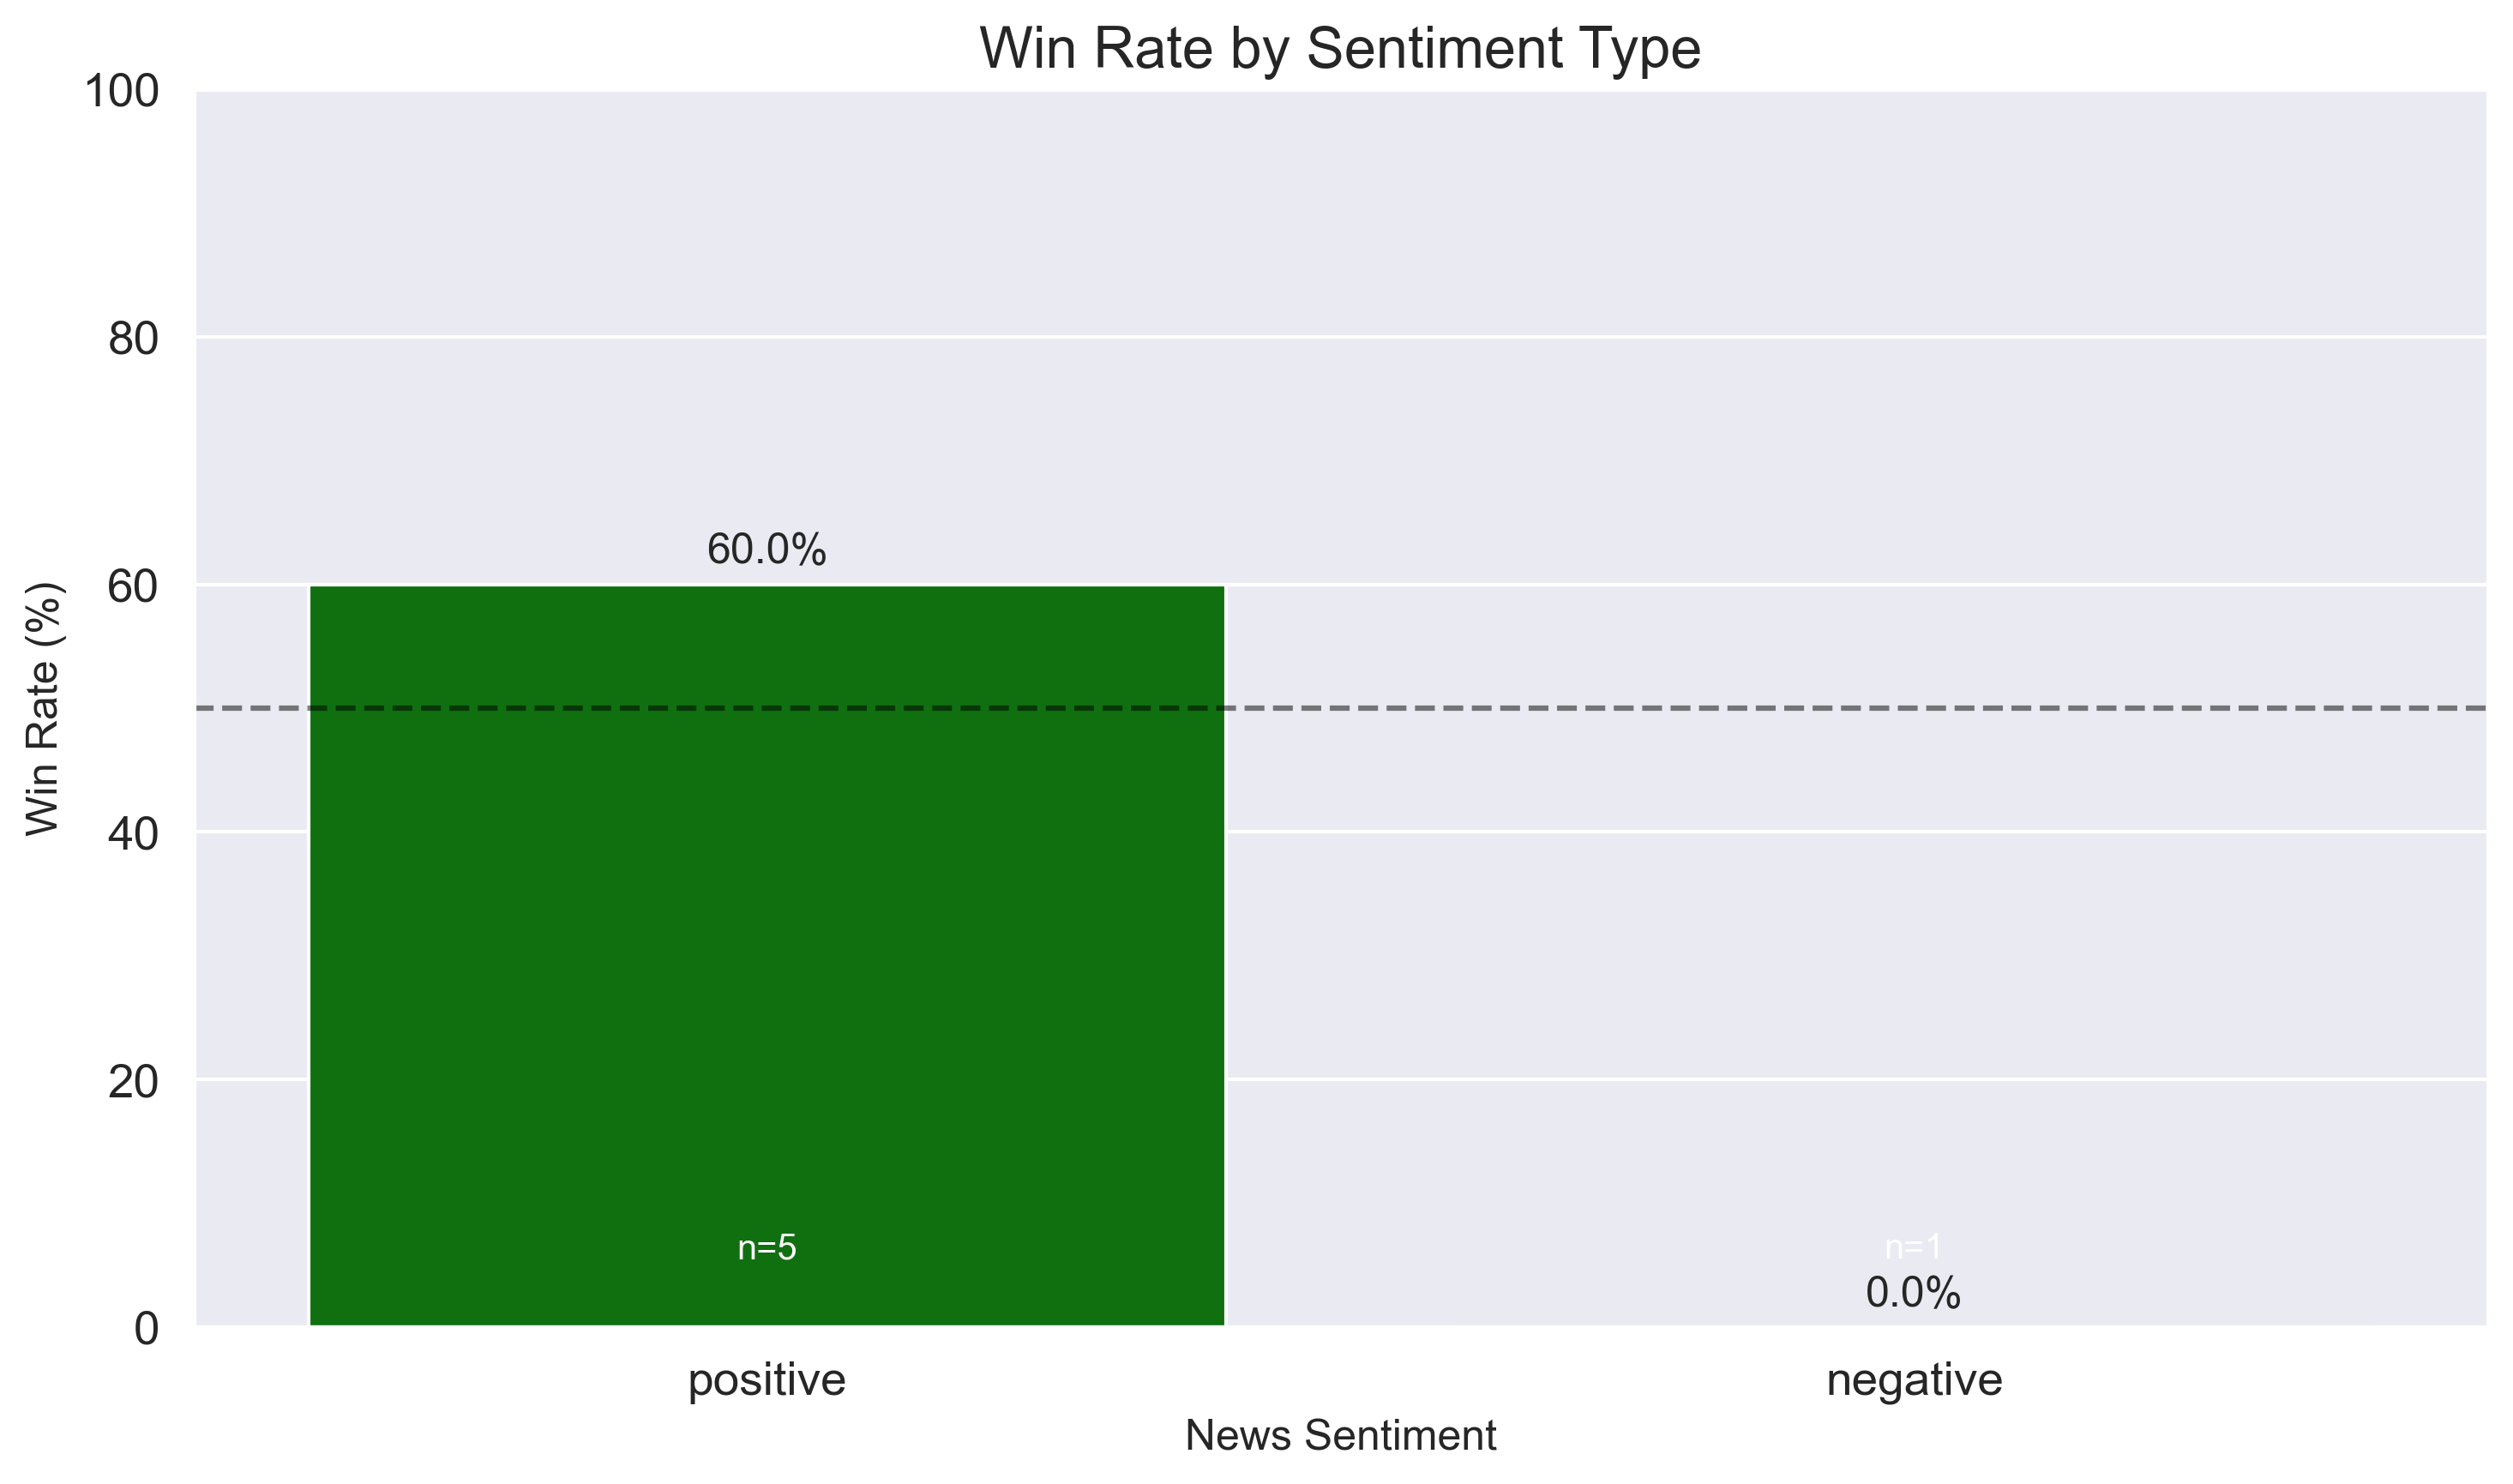 Win Rate by Sentiment Type
100
80
60
40
20
0
Win Rate (%)
60.0%
n=5
n=1
0.0%
positive
negative
News Sentiment